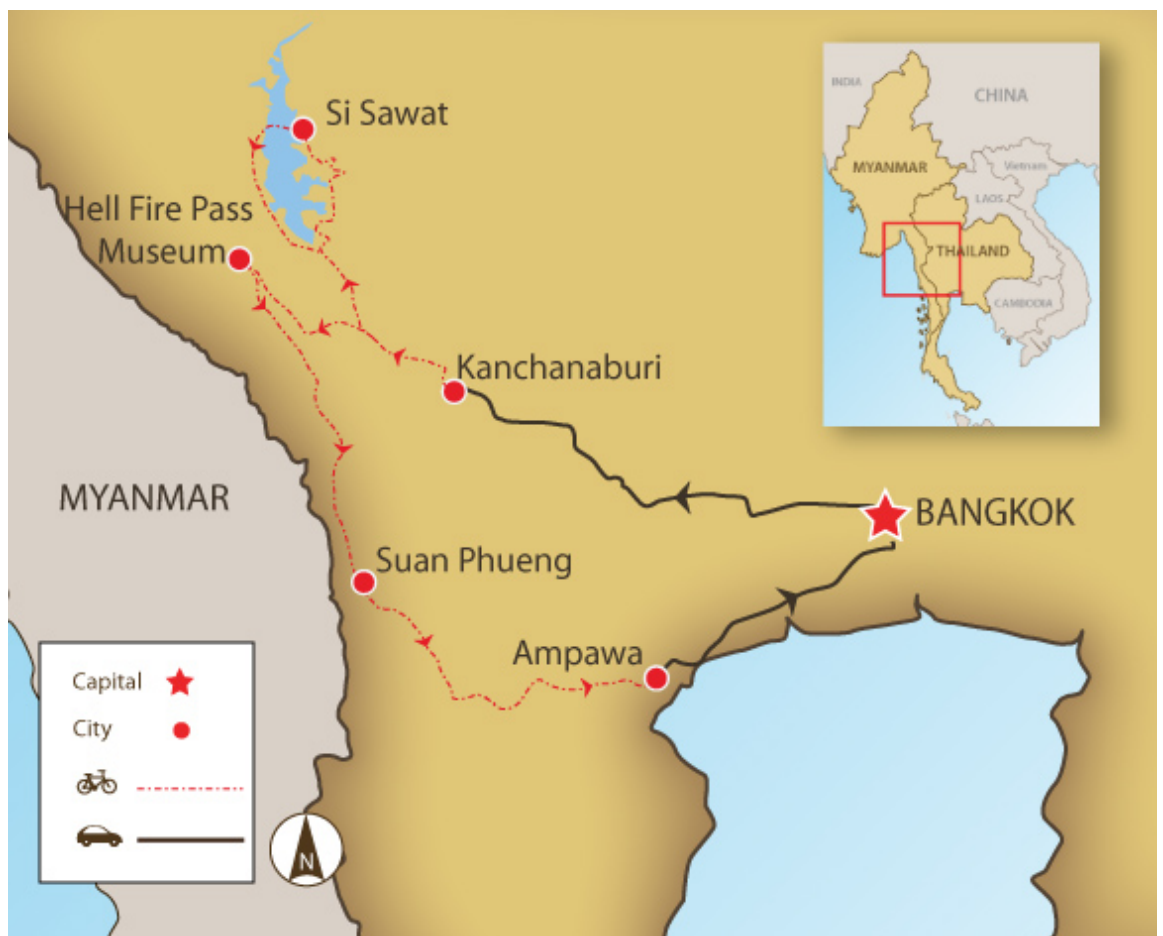 Si Sawat
Hell Fire Pass
Museum
Kanchanaburi
MYANMAR
BANGKOK
Suan Phueng
Ampawa
Capital
City
N
INDIA
CHINA
MYANMAR
Vietnam
LAOS
THAILAND
CAMBODIA